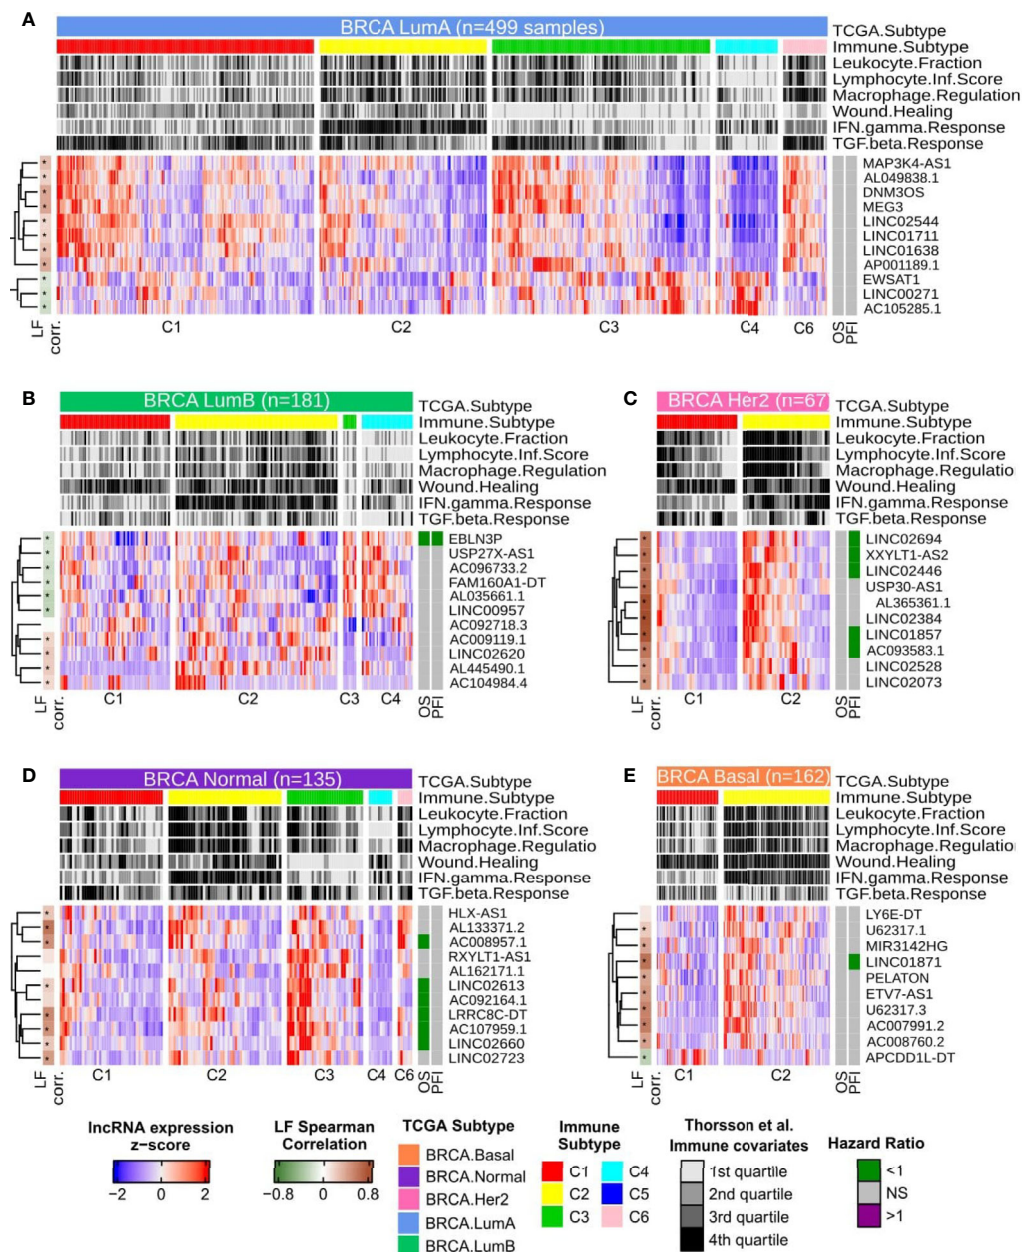 A
BRCA LumA (n=499 samples)
TCGA.Subtype
Immune.Subtype
Leukocyte.Fraction
Lymphocyte.Inf.Score
Macrophage.Regulation
Wound.Healing
IFN.gamma.Response
TGF.beta.Response
MAP3K4-AS1
AL049838.1
DNM3OS
MEG3
LINC02544
LINC01711
LINC01638
AP001189.1
EWSAT1
LINC00271
AC105285.1
LF corr.
C1 C2 C3 C4 C6
OS PFI
B
BRCA LumB (n=181)
TCGA.Subtype
Immune.Subtype
Leukocyte.Fraction
Lymphocyte.Inf.Score
Macrophage.Regulation
Wound.Healing
IFN.gamma.Response
TGF.beta.Response
EBLN3P
USP27X-AS1
AC096733.2
FAM160A1-DT
AL035661.1
LINC00957
AC092718.3
AC009119.1
LINC02620
AL445490.1
AC104984.4
LF corr.
C1 C2 C3 C4
OS PFI
C
BRCA Her2 (n=67
TCGA.Subtype
Immune.Subtype
Leukocyte.Fraction
Lymphocyte.Inf.Score
Macrophage.Regulatio
Wound.Healing
IFN.gamma.Response
TGF.beta.Response
LINC02694
XXYLT1-AS2
LINC02446
USP30-AS1
AL365361.1
LINC02384
LINC01857
AC093583.1
LINC02528
LINC02073
LF corr.
C1 C2
OS PFI
D
BRCA Normal (n=135)
TCGA.Subtype
Immune.Subtype
Leukocyte.Fraction
Lymphocyte.Inf.Score
Macrophage.Regulatio
Wound.Healing
IFN.gamma.Response
TGF.beta.Response
HLX-AS1
AL133371.2
AC008957.1
RXYLT1-AS1
AL162171.1
LINC02613
AC092164.1
LRRC8C-DT
AC107959.1
LINC02660
LINC02723
LF corr.
C1 C2 C3 C4 C6
OS PFI
E
BRCA Basal (n=162)
TCGA.Subtype
Immune.Subtype
Leukocyte.Fraction
Lymphocyte.Inf.Score
Macrophage.Regulatio
Wound.Healing
IFN.gamma.Response
TGF.beta.Response
LY6E-DT
U62317.1
MIR3142HG
LINC01871
PELATON
ETV7-AS1
U62317.3
AC007991.2
AC008760.2
APCDD1L-DT
LF corr.
C1 C2
OS PFI
lncRNA expression
z−score
−2 0 2
LF Spearman
Correlation
−0.8 0 0.8
TCGA Subtype
BRCA.Basal
BRCA.Normal
BRCA.Her2
BRCA.LumA
BRCA.LumB
Immune
Subtype
C1 C4
C2 C5
C3 C6
Thorsson et al.
Immune covariates
1st quartile
2nd quartile
3rd quartile
4th quartile
Hazard Ratio
<1
NS
>1